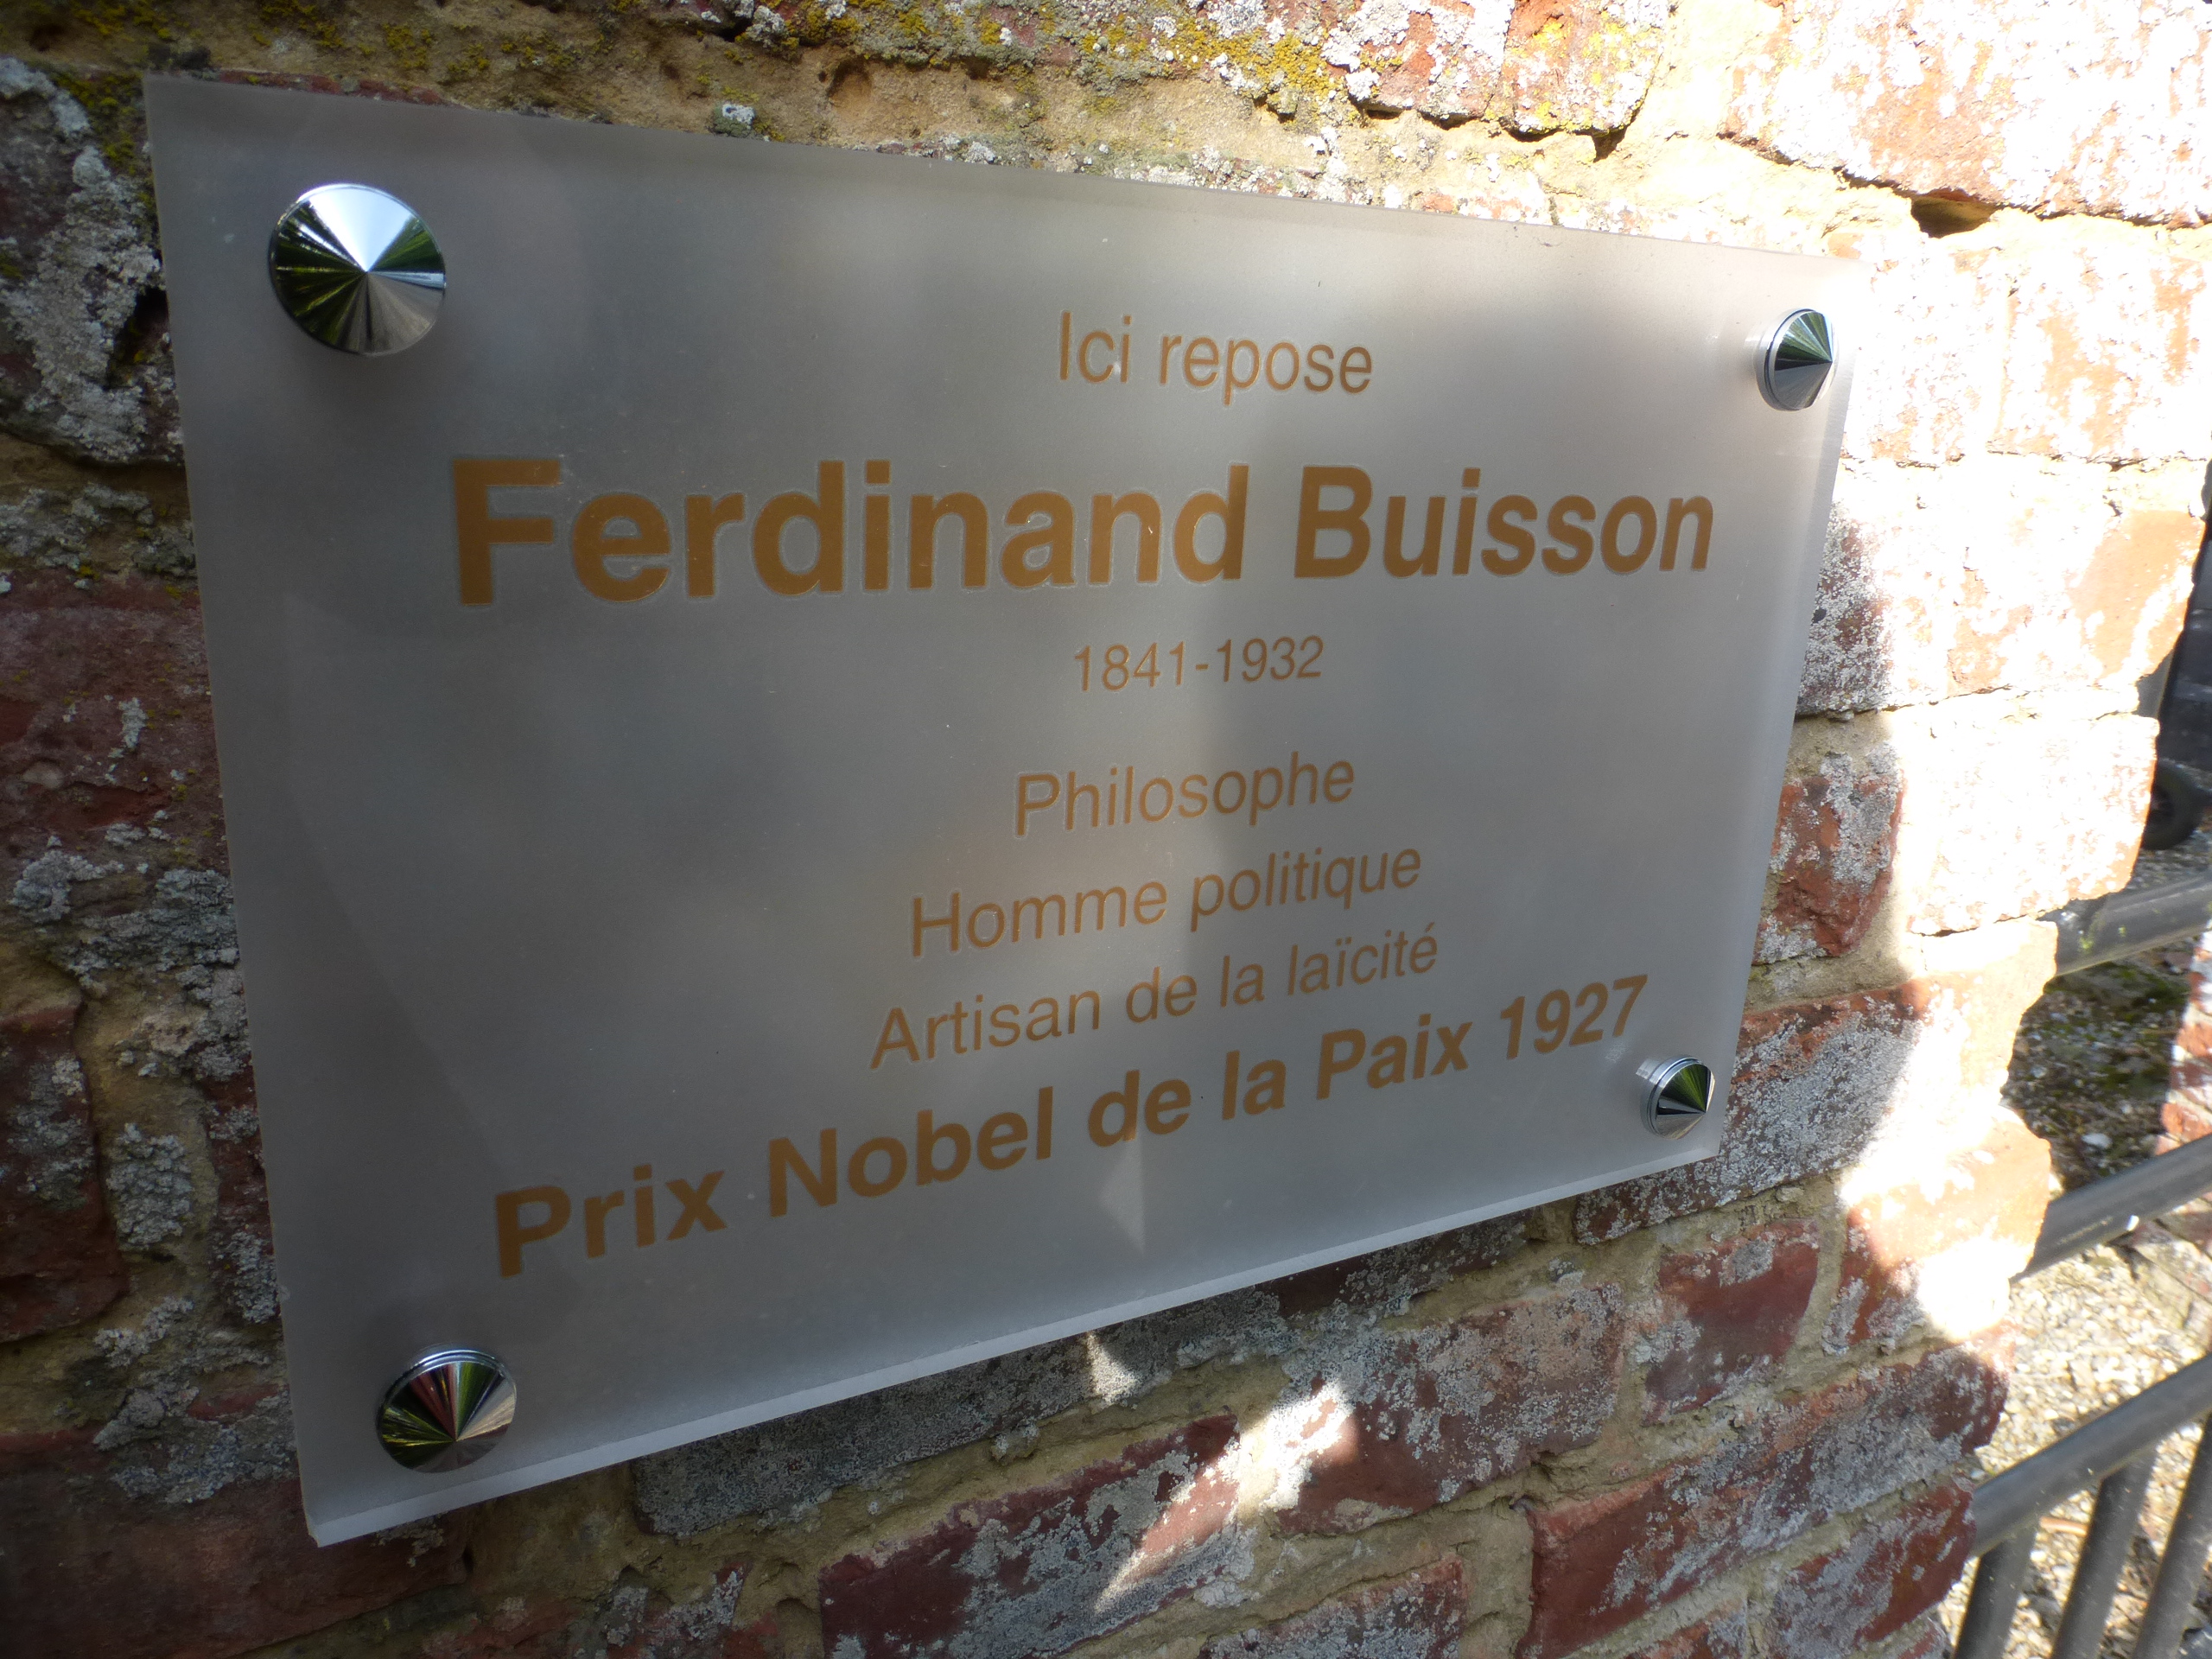 Ici repose
Ferdinand Buisson
1841-1932
Philosophe
Homme politique
Artisan de la laïcité
Prix Nobel de la Paix 1927